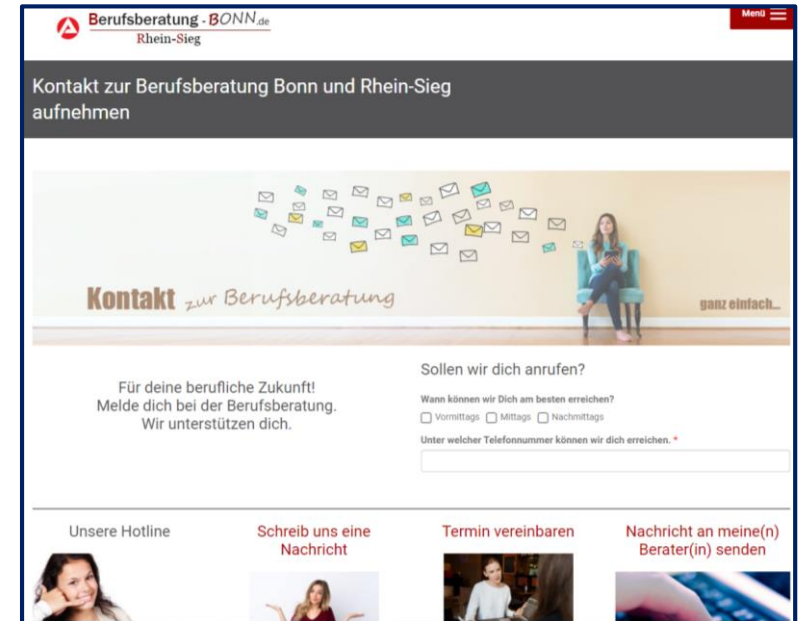 Berufsberatung - BONN.de
Rhein-Sieg
Menü
Kontakt zur Berufsberatung Bonn und Rhein-Sieg
aufnehmen
Kontakt zur Berufsberatung
ganz einfach...
Für deine berufliche Zukunft!
Melde dich bei der Berufsberatung.
Wir unterstützen dich.
Sollen wir dich anrufen?
Wann können wir Dich am besten erreichen?
Vormittags Mittags Nachmittags
Unter welcher Telefonnummer können wir dich erreichen. *
Unsere Hotline
Schreib uns eine
Nachricht
Termin vereinbaren
Nachricht an meine(n)
Berater(in) senden